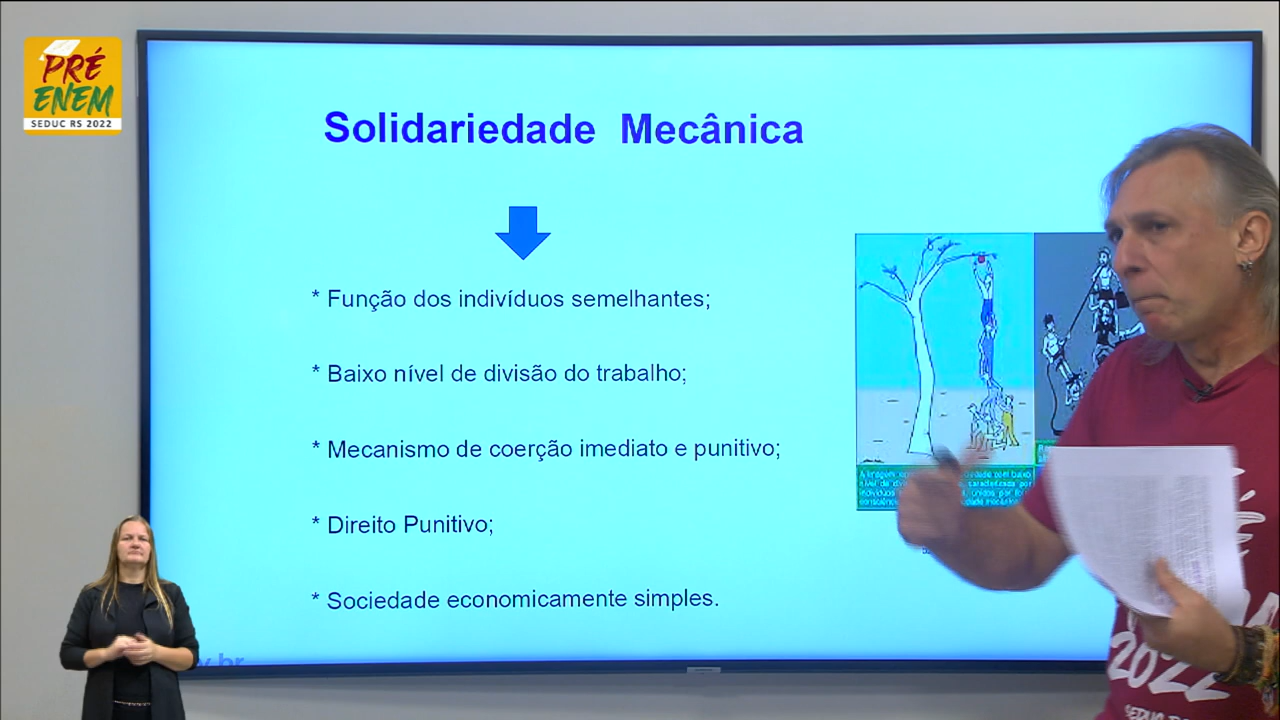 PRÉ
ENEM
SEDUC RS 2022
Solidariedade Mecânica
* Função dos indivíduos semelhantes;
* Baixo nível de divisão do trabalho;
* Mecanismo de coerção imediato e punitivo;
* Direito Punitivo;
* Sociedade economicamente simples.
2022
SEDUC